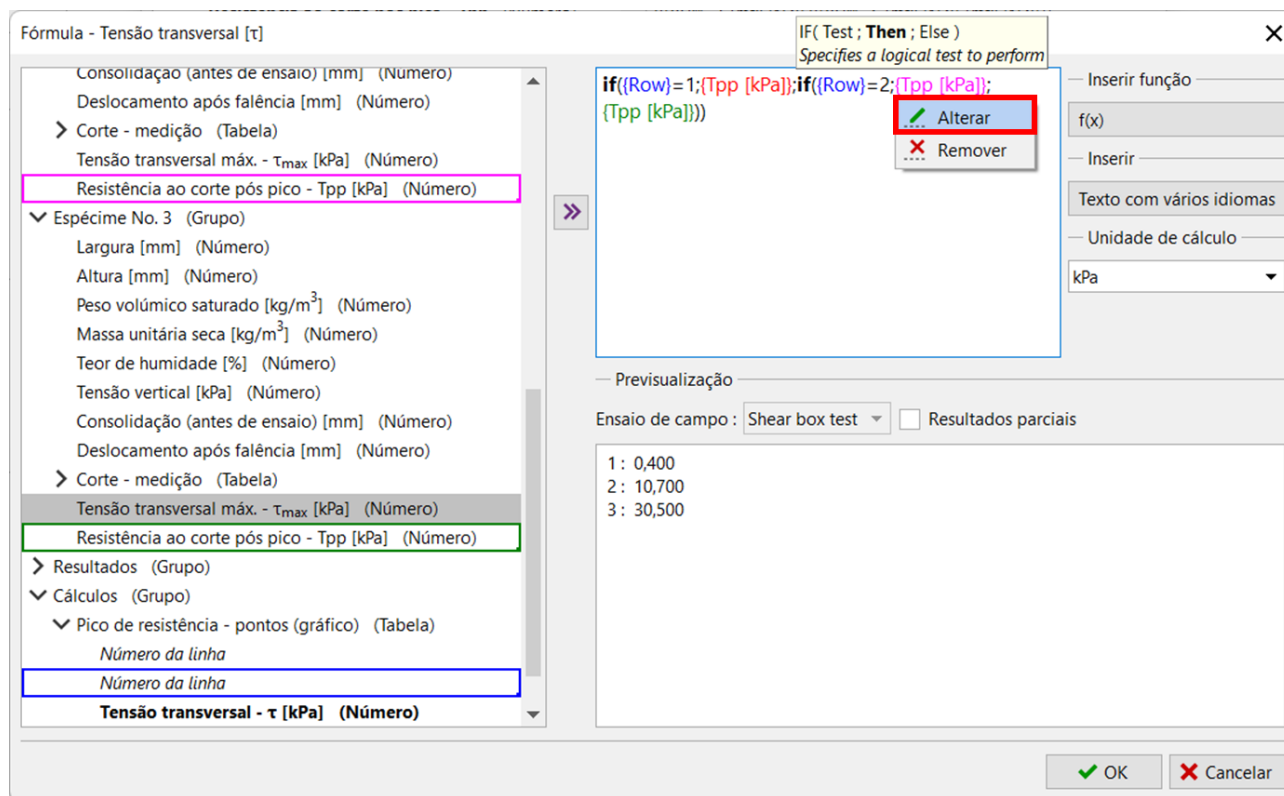 Fórmula - Tensão transversal [τ]
IF( Test ; Then ; Else )
Specifies a logical test to perform
Consolidação (antes de ensaio) [mm] (Número)
Deslocamento após falência [mm] (Número)
Corte - medição (Tabela)
Tensão transversal máx. - τmax [kPa] (Número)
Resistência ao corte pós pico - Tpp [kPa] (Número)
Espécime No. 3 (Grupo)
Largura [mm] (Número)
Altura [mm] (Número)
Peso volúmico saturado [kg/m3] (Número)
Massa unitária seca [kg/m3] (Número)
Teor de humidade [%] (Número)
Tensão vertical [kPa] (Número)
Consolidação (antes de ensaio) [mm] (Número)
Deslocamento após falência [mm] (Número)
Corte - medição (Tabela)
Tensão transversal máx. - τmax [kPa] (Número)
Resistência ao corte pós pico - Tpp [kPa] (Número)
Resultados (Grupo)
Cálculos (Grupo)
Pico de resistência - pontos (gráfico) (Tabela)
Número da linha
Número da linha
Tensão transversal - τ [kPa] (Número)
if({Row}=1;{Tpp [kPa]};if({Row}=2;{Tpp [kPa]};
{Tpp [kPa]}))
Alterar
Remover
Inserir função
f(x)
Inserir
Texto com vários idiomas
Unidade de cálculo
kPa
Previsualização
Ensaio de campo : Shear box test Resultados parciais
1 : 0,400
2 : 10,700
3 : 30,500
OK
Cancelar